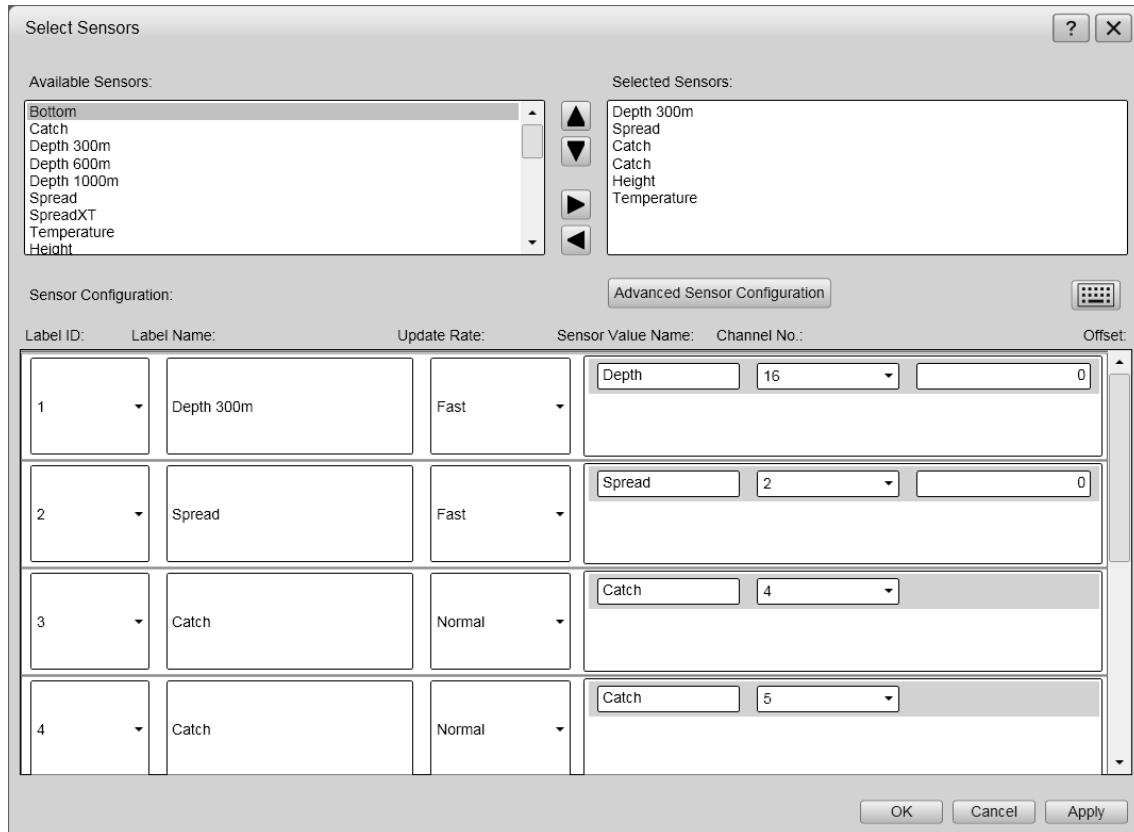 Select Sensors ?
Available Sensors: Selected Sensors:
Bottom
Catch
Depth 300m
Depth 600m
Depth 1000m
Spread
SpreadXT
Temperature
Height
Depth 300m
Spread
Catch
Catch
Height
Temperature
Sensor Configuration: Advanced Sensor Configuration
Label ID: Label Name: Update Rate: Sensor Value Name: Channel No.: Offset:
Depth 16 0
1 Depth 300m Fast
Spread 2 0
2 Spread Fast
Catch 4
3 Catch Normal
Catch 5
4 Catch Normal
OK Cancel Apply